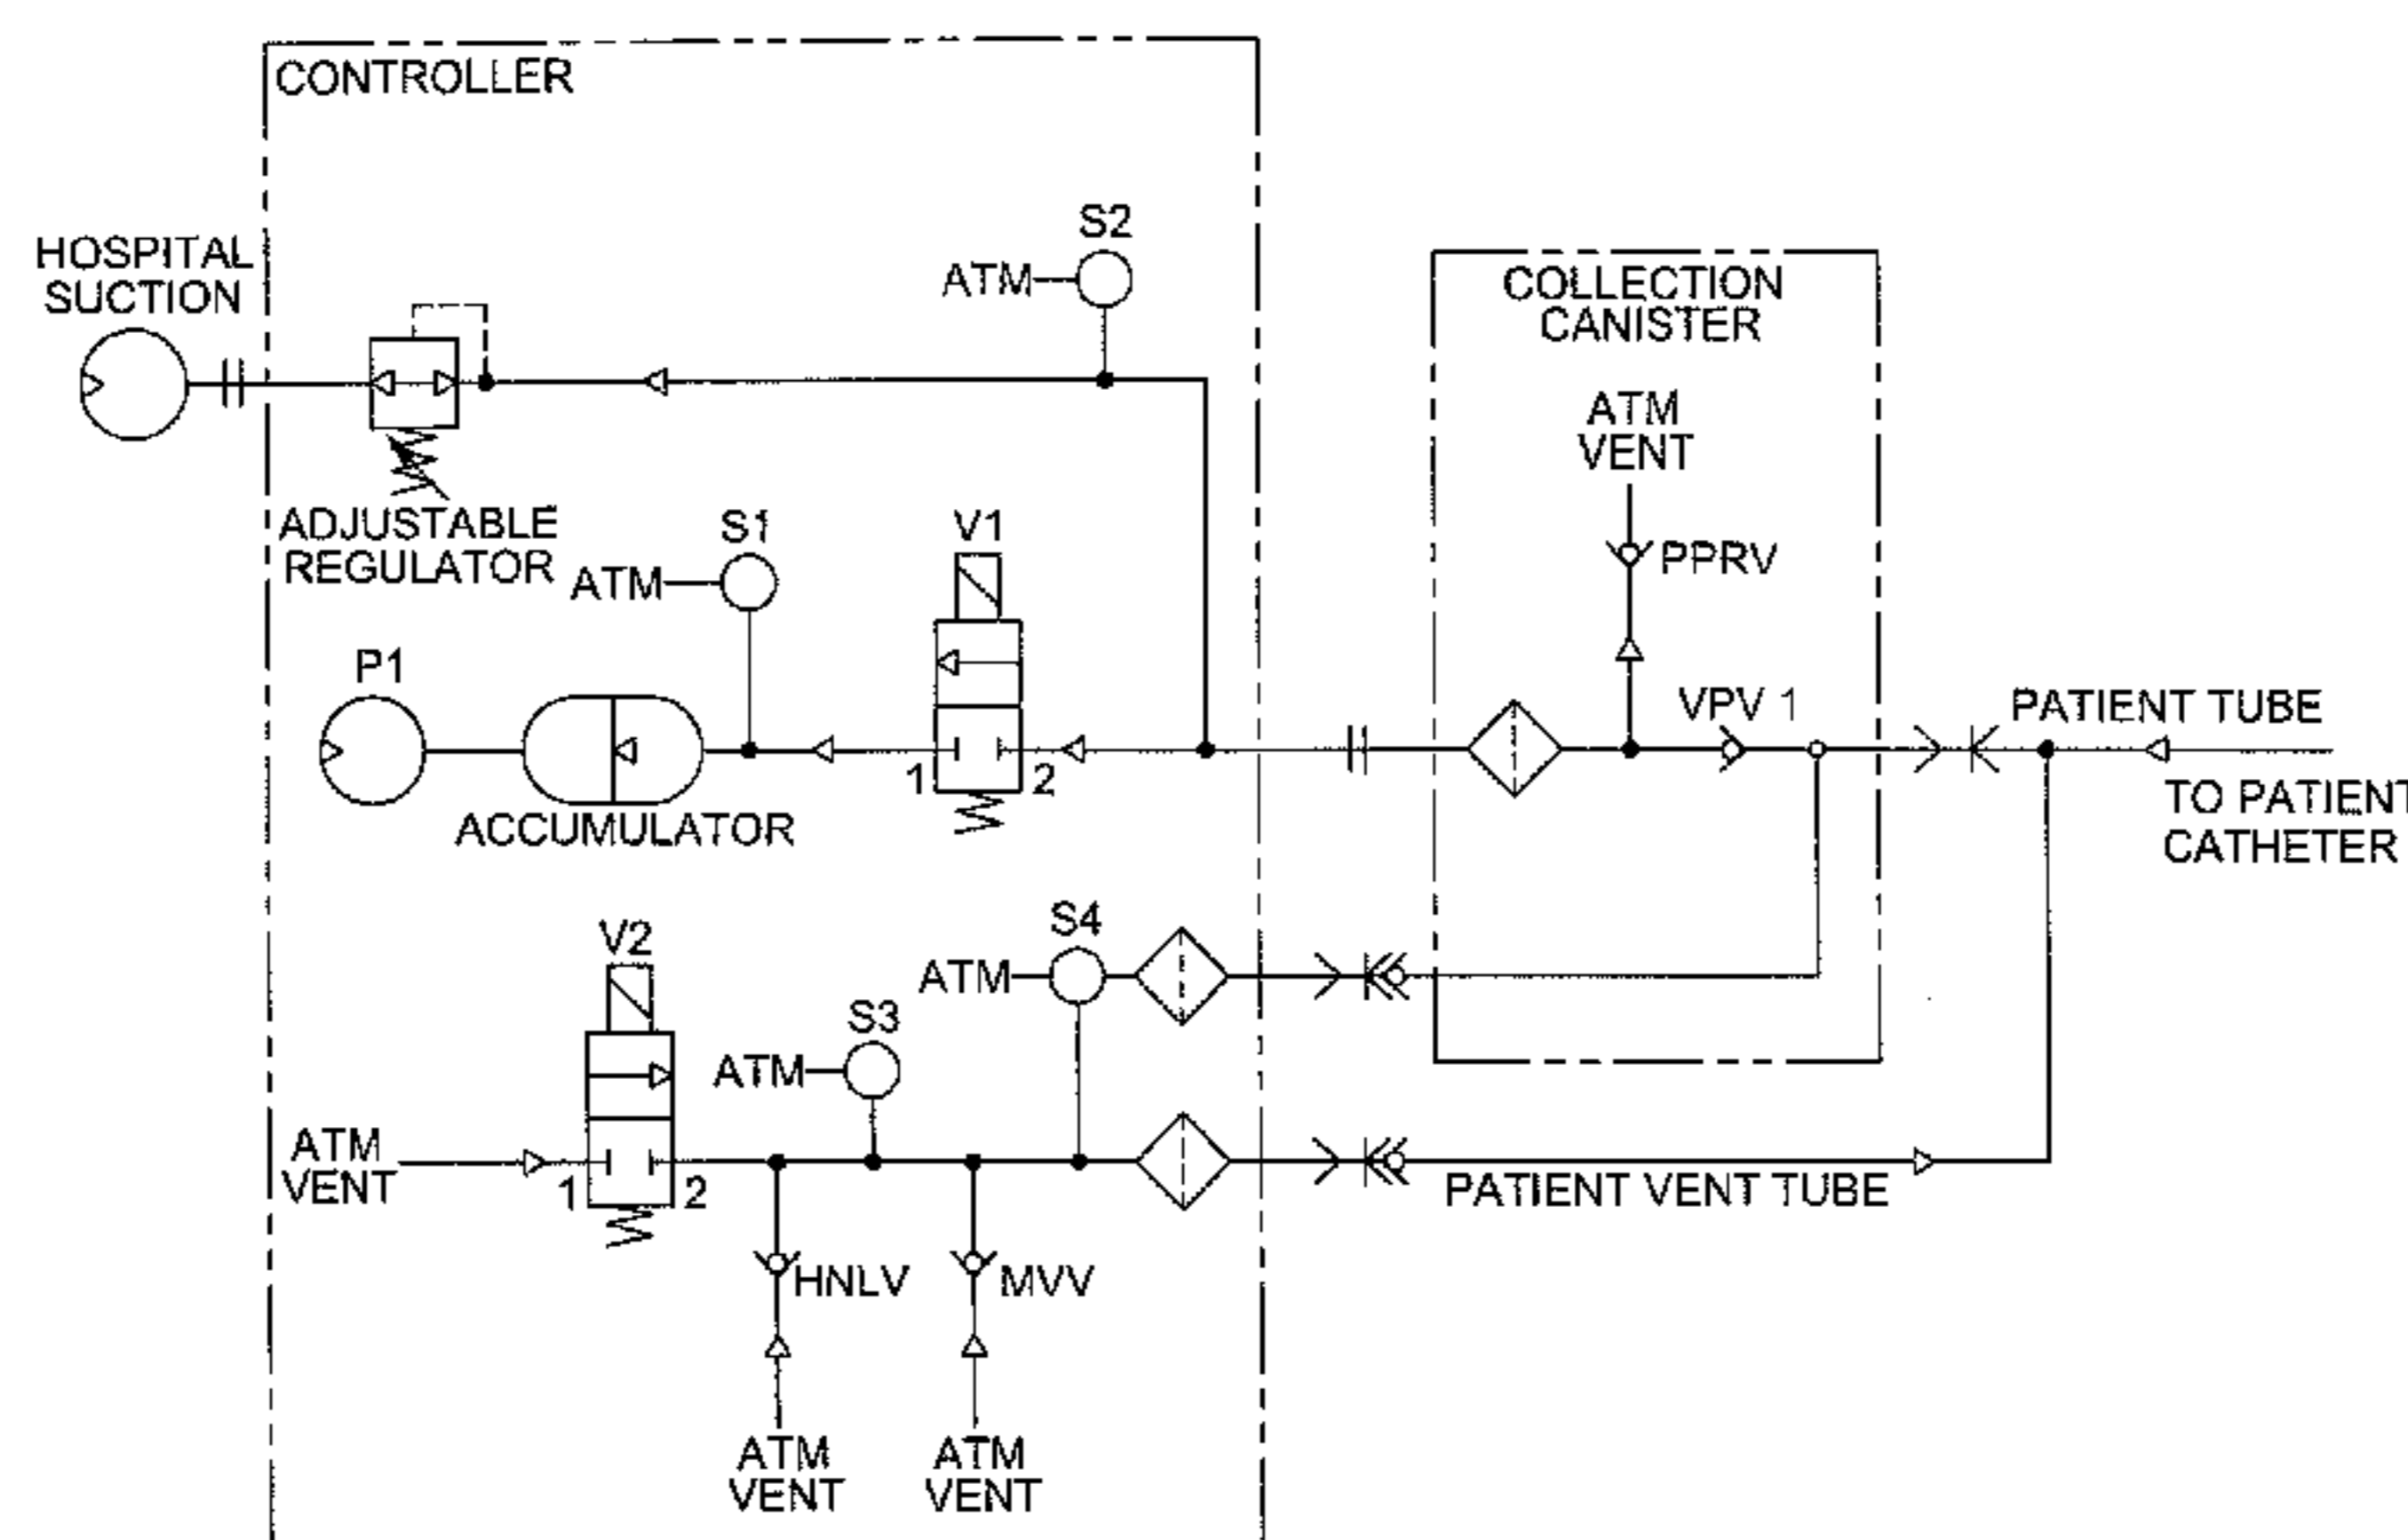 CONTROLLER
HOSPITAL
SUCTION
S2
ATM
COLLECTION
CANISTER
ATM
VENT
ADJUSTABLE
REGULATOR
S1
ATM
V1
PPRV
P1
ACCUMULATOR
1
2
VPV 1
PATIENT TUBE
TO PATIENT
CATHETER
V2
S4
ATM
S3
ATM
ATM
VENT
1
2
PATIENT VENT TUBE
HNLV
MVV
ATM
VENT
ATM
VENT